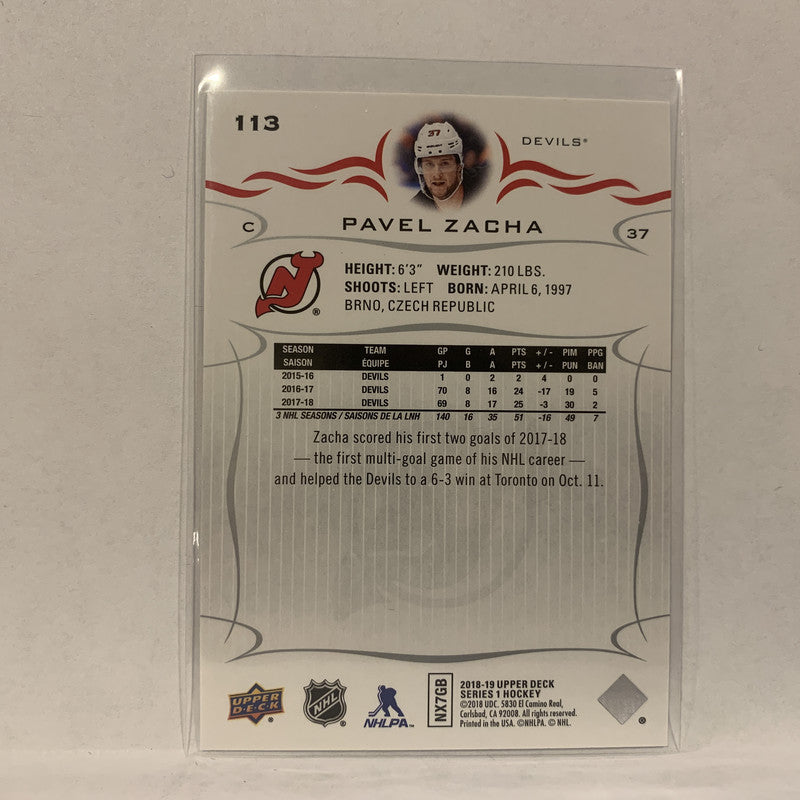 113
37
DEVILS®
PAVEL ZACHA
C
37
HEIGHT: 6'3" WEIGHT: 210 LBS.
SHOOTS: LEFT BORN: APRIL 6, 1997
BRNO, CZECH REPUBLIC
NJ®
SEASON TEAM GP G A PTS + / - PIM PPG
SAISON ÉQUIPE PJ B A PTS + / - PUN BAN
2015-16 DEVILS 1 0 2 2 4 0 0
2016-17 DEVILS 70 8 16 24 -17 19 5
2017-18 DEVILS 69 8 17 25 -3 30 2
3 NHL SEASONS / SAISONS DE LA LNH 140 16 35 51 -16 49 7
Zacha scored his first two goals of 2017-18
— the first multi-goal game of his NHL career —
and helped the Devils to a 6-3 win at Toronto on Oct. 11.
UPPER
D·E·C·K®
NHL®
NHLPA™
NX7GB
2018-19 UPPER DECK
SERIES 1 HOCKEY
©2018 UDC. 5830 El Camino Real,
Carlsbad, CA 92008. All rights reserved.
Printed in the USA. ©NHLPA. © NHL.
®